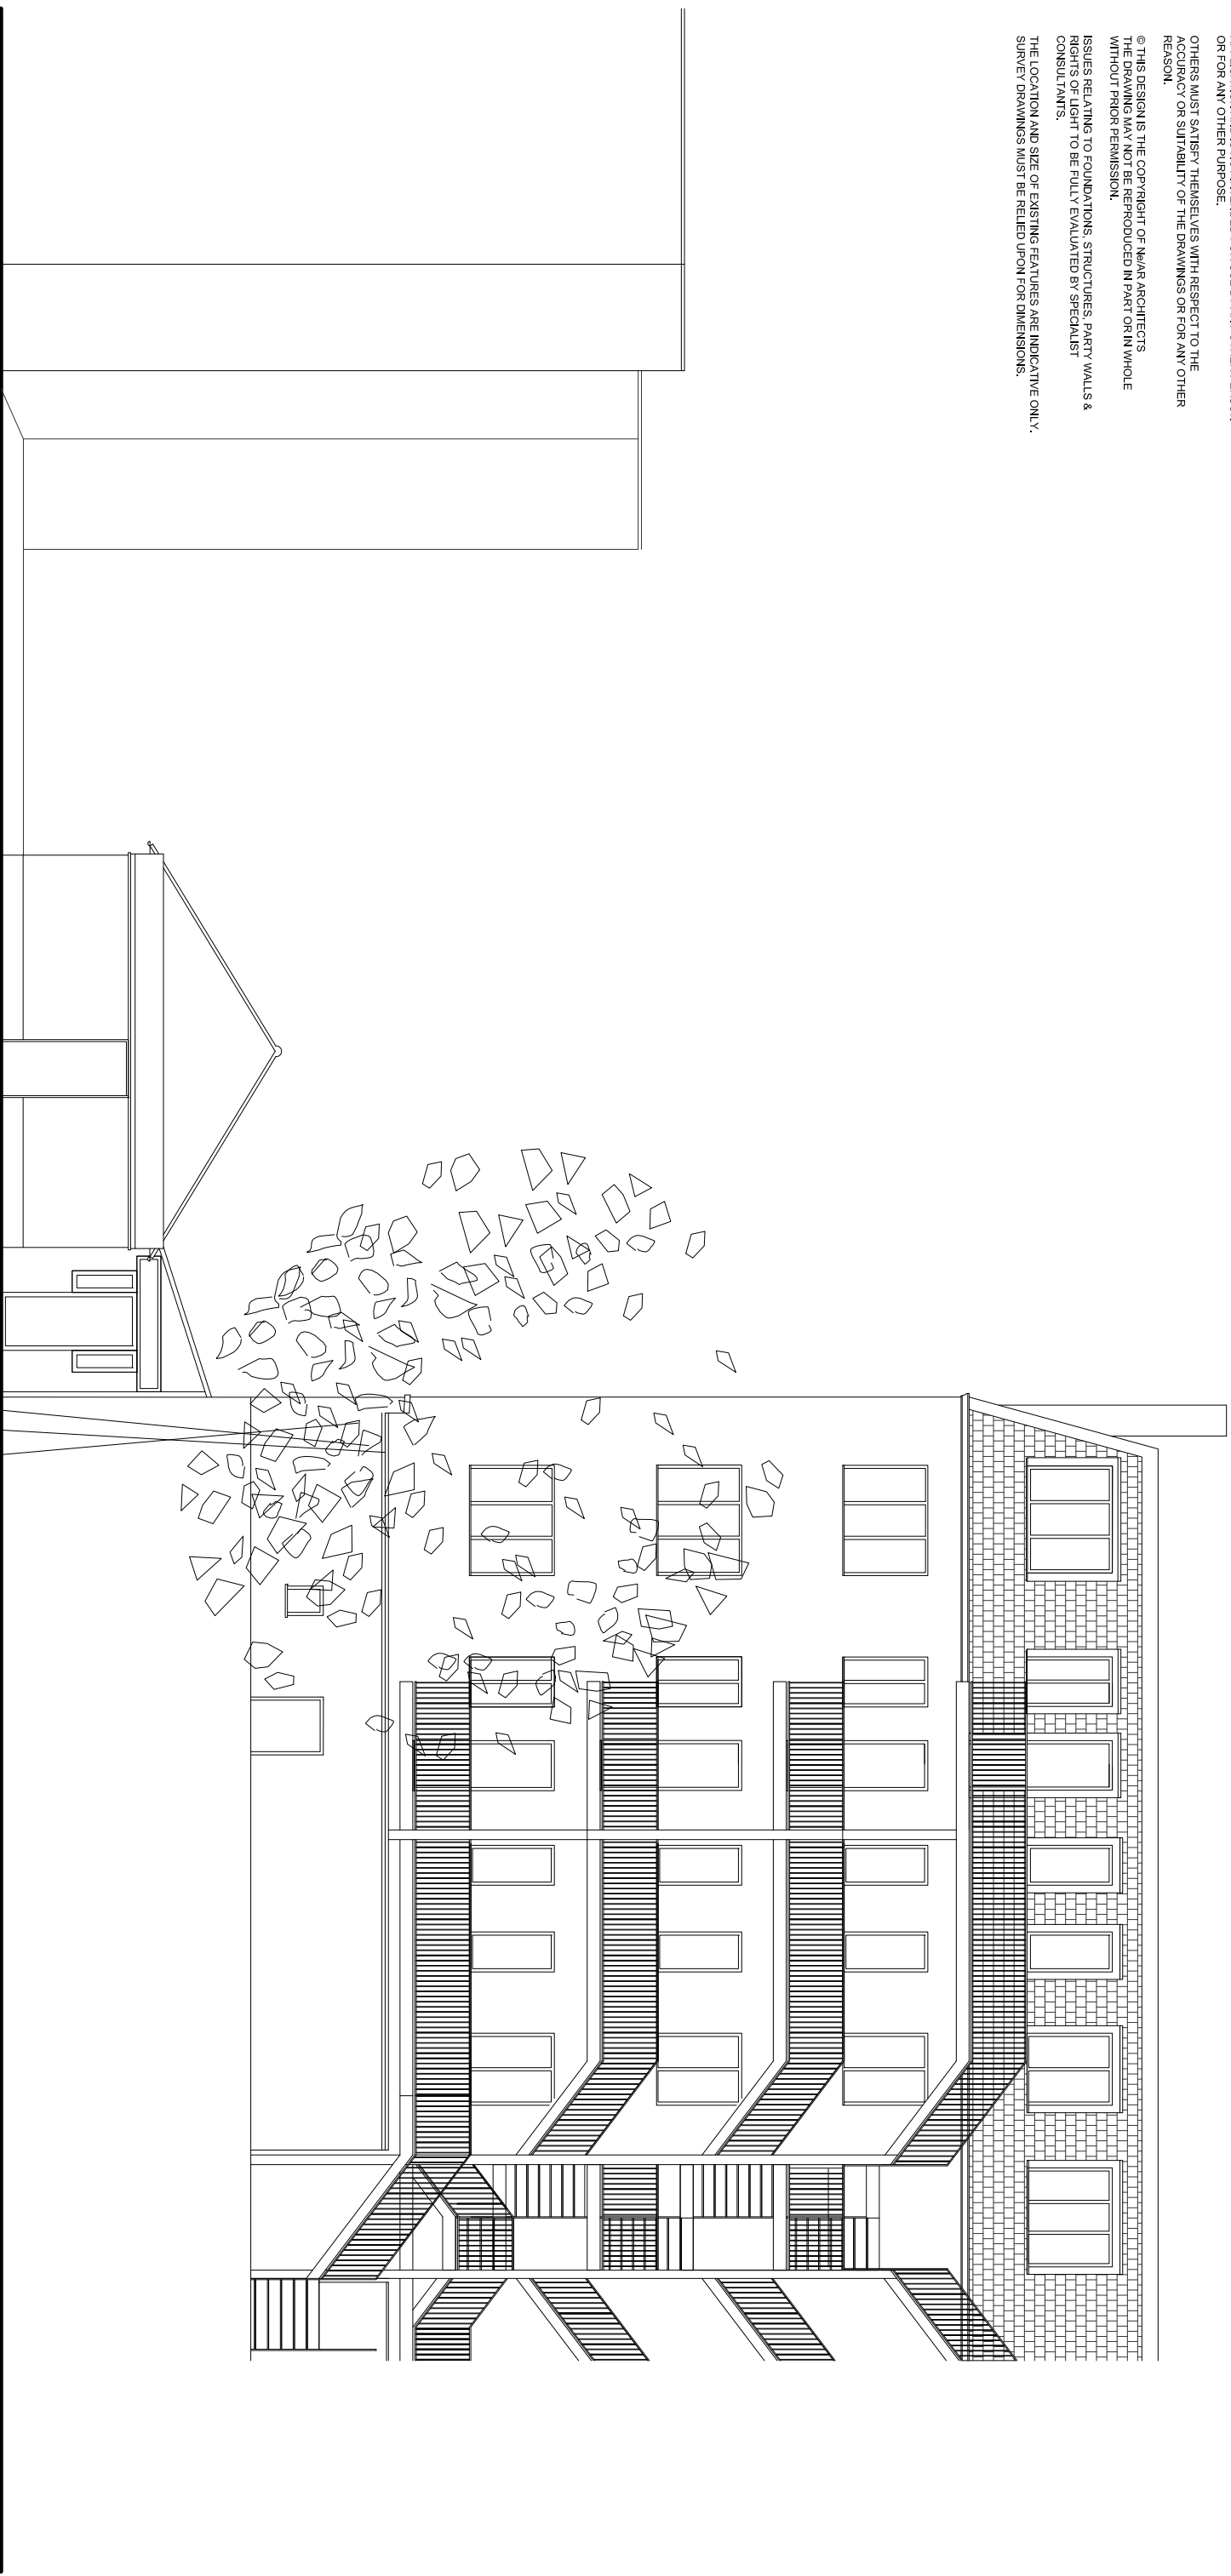 OR FOR ANY OTHER PURPOSE.
OTHERS MUST SATISFY THEMSELVES WITH RESPECT TO THE
ACCURACY OR SUITABILITY OF THE DRAWINGS OR FOR ANY OTHER
REASON.
© THIS DESIGN IS THE COPYRIGHT OF Ne/AR ARCHITECTS
THE DRAWING MAY NOT BE REPRODUCED IN PART OR IN WHOLE
WITHOUT PRIOR PERMISSION.
ISSUES RELATING TO FOUNDATIONS, STRUCTURES, PARTY WALLS &
RIGHTS OF LIGHT TO BE FULLY EVALUATED BY SPECIALIST
CONSULTANTS.
THE LOCATION AND SIZE OF EXISTING FEATURES ARE INDICATIVE ONLY.
SURVEY DRAWINGS MUST BE RELIED UPON FOR DIMENSIONS.